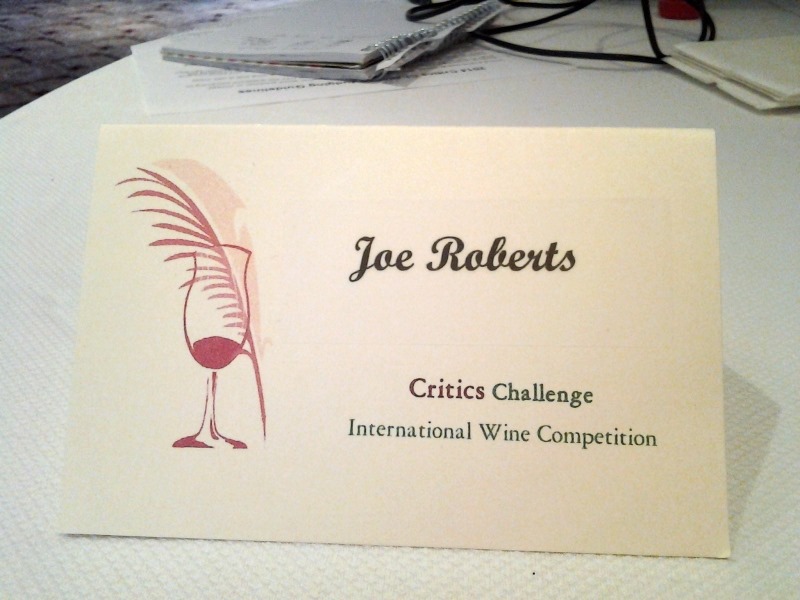 Joe Roberts
Critics Challenge
International Wine Competition